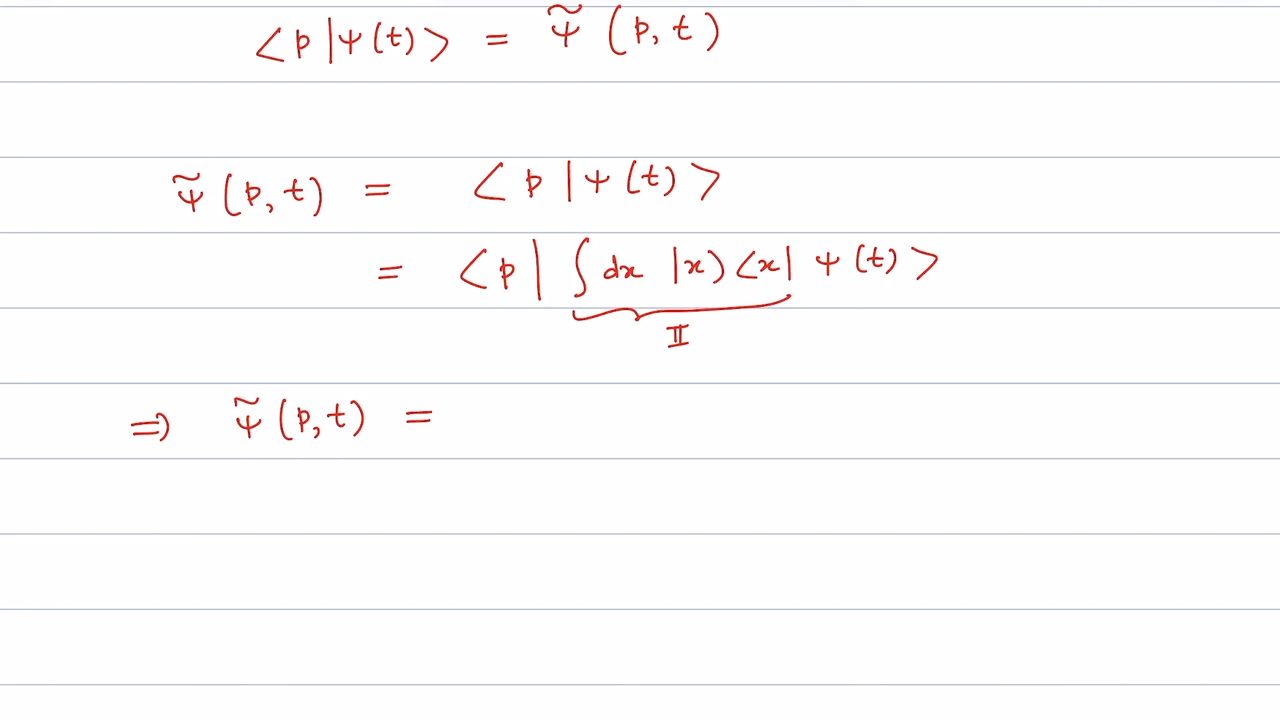 ⟨p|ψ(t)⟩ = ψ̃(p,t)
ψ̃(p,t) = ⟨p|ψ(t)⟩
= ⟨p| ∫ dx |x⟩⟨x| ψ(t)⟩
𝕀
⇒ ψ̃(p,t) =